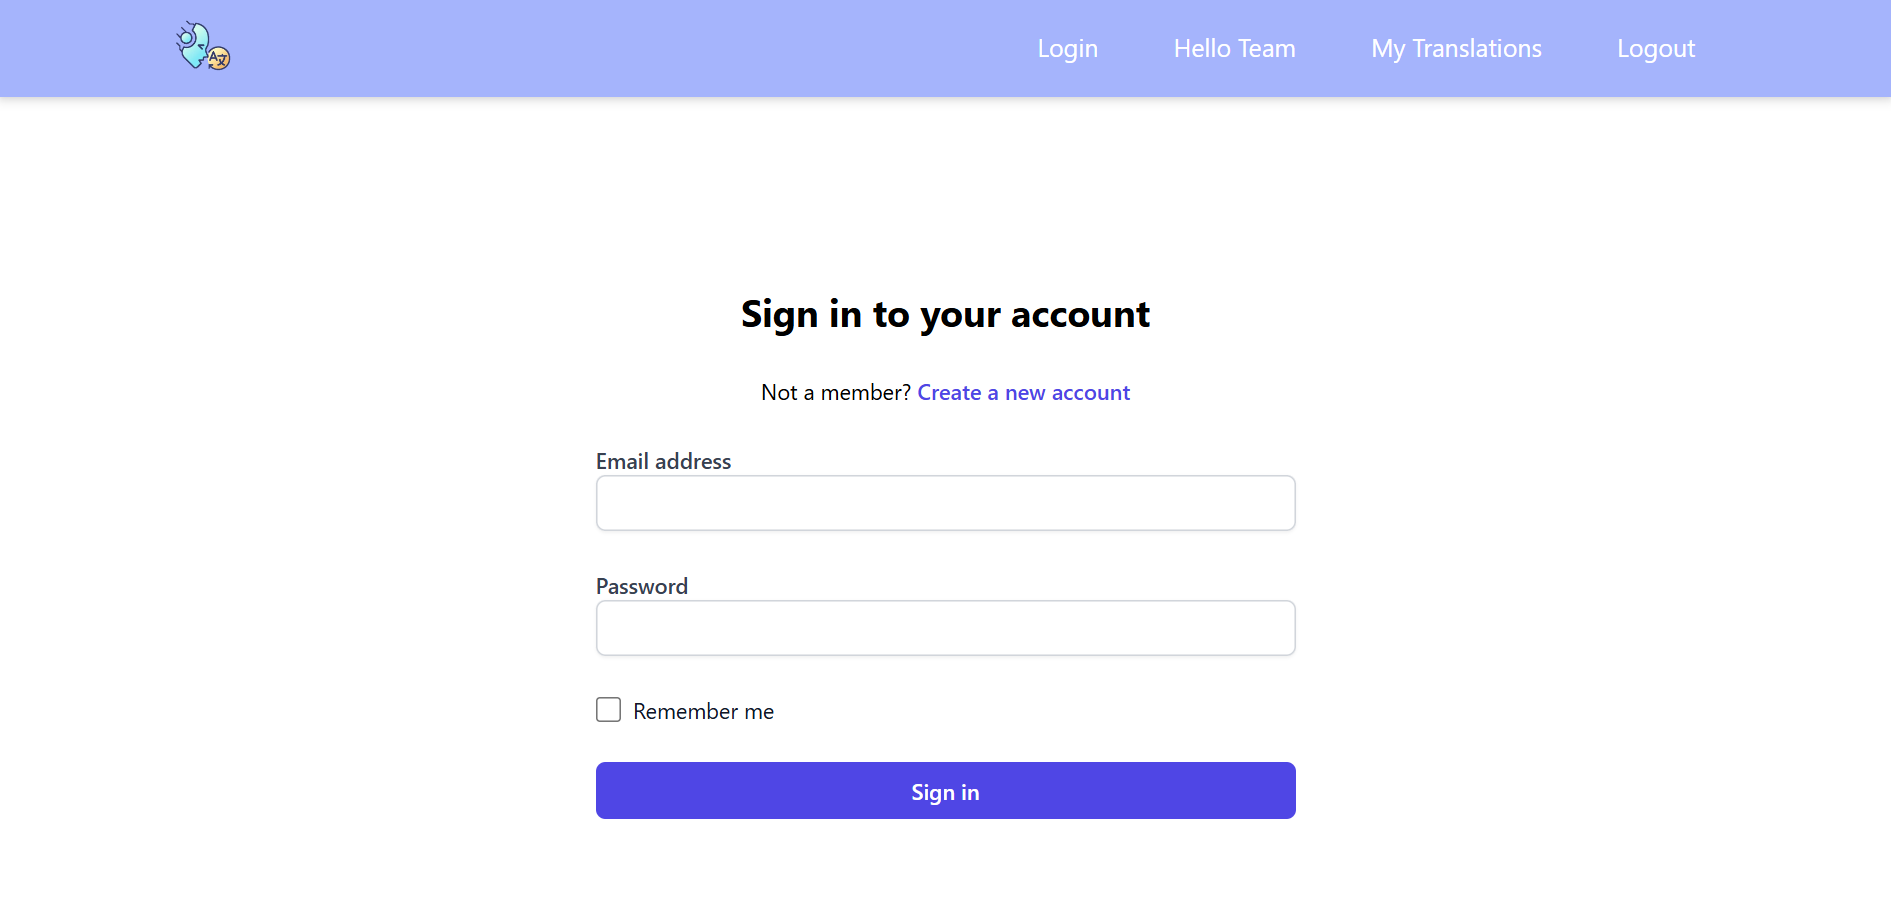 Login Hello Team My Translations Logout
Sign in to your account
Not a member? Create a new account
Email address
Password
Remember me
Sign in